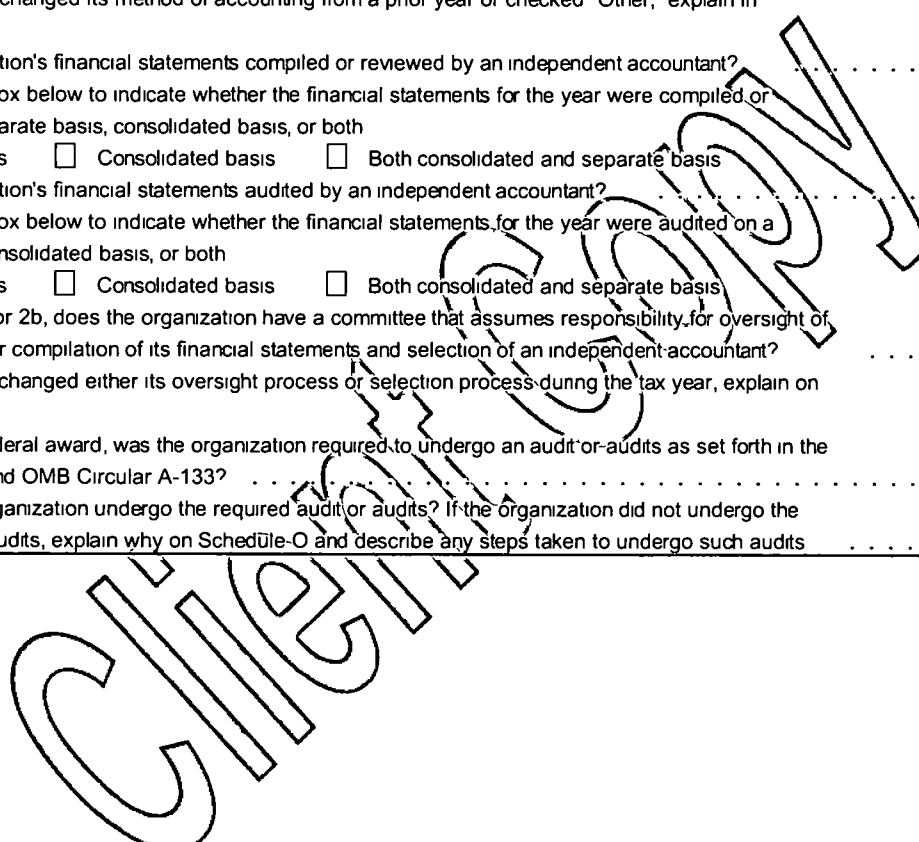 changed its method of accounting from a prior year or checked "Other," explain in
tion's financial statements compiled or reviewed by an independent accountant? . . . . .
ox below to indicate whether the financial statements for the year were compiled or
arate basis, consolidated basis, or both
s ☐ Consolidated basis ☐ Both consolidated and separate basis
tion's financial statements audited by an independent accountant? . . . . . . . . . . . . . . . . . .
ox below to indicate whether the financial statements for the year were audited on a
nsolidated basis, or both
s ☐ Consolidated basis ☐ Both consolidated and separate basis
or 2b, does the organization have a committee that assumes responsibility for oversight of
r compilation of its financial statements and selection of an independent accountant? . . .
changed either its oversight process or selection process during the tax year, explain on
deral award, was the organization required to undergo an audit or audits as set forth in the
nd OMB Circular A-133? . . . . . . . . . . . . . . . . . . . . . . . . . . . . . . . . . . . . . . . . . .
ganization undergo the required audit or audits? If the organization did not undergo the
udits, explain why on Schedule O and describe any steps taken to undergo such audits . . . .
Client Copy